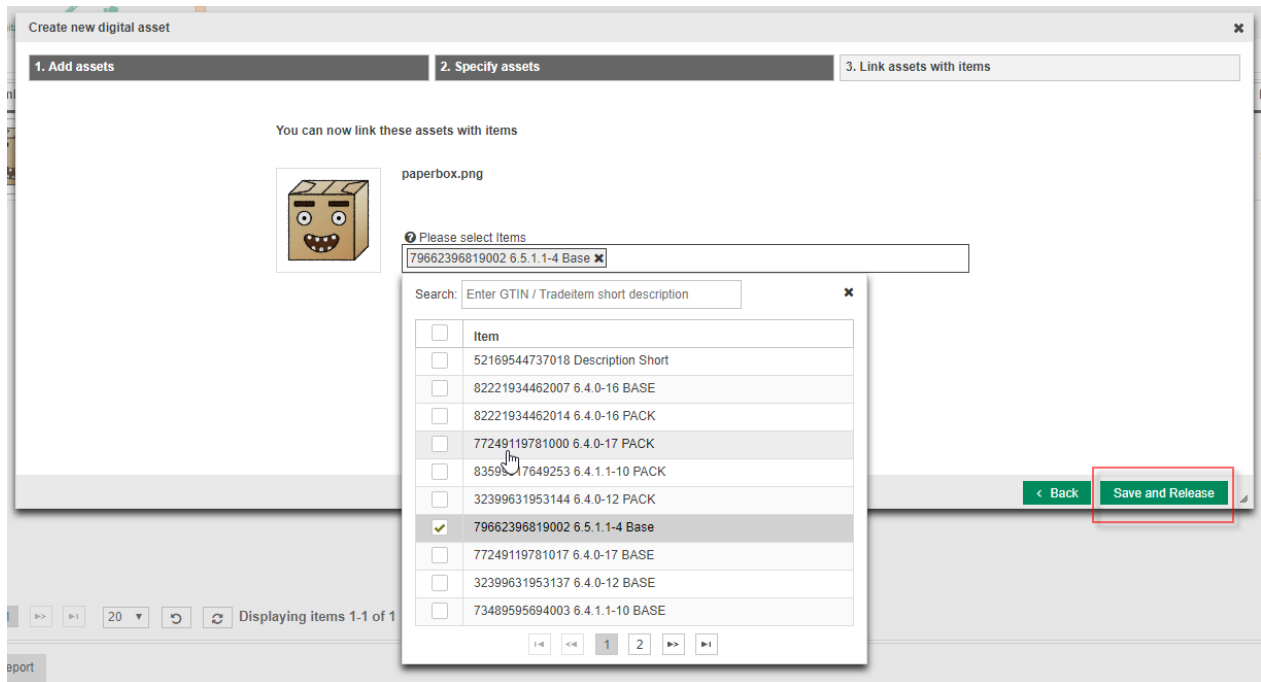 Create new digital asset
1. Add assets
2. Specify assets
3. Link assets with items
You can now link these assets with items
paperbox.png
Please select Items
79662396819002 6.5.1.1-4 Base
Search: Enter GTIN / Tradeitem short description
Item
52169544737018 Description Short
82221934462007 6.4.0-16 BASE
82221934462014 6.4.0-16 PACK
77249119781000 6.4.0-17 PACK
17649253 6.4.1.1-10 PACK
32399631953144 6.4.0-12 PACK
79662396819002 6.5.1.1-4 Base
77249119781017 6.4.0-17 BASE
32399631953137 6.4.0-12 BASE
73489595694003 6.4.1.1-10 BASE
1 2
< Back Save and Release
20 Displaying items 1-1 of 1
eport